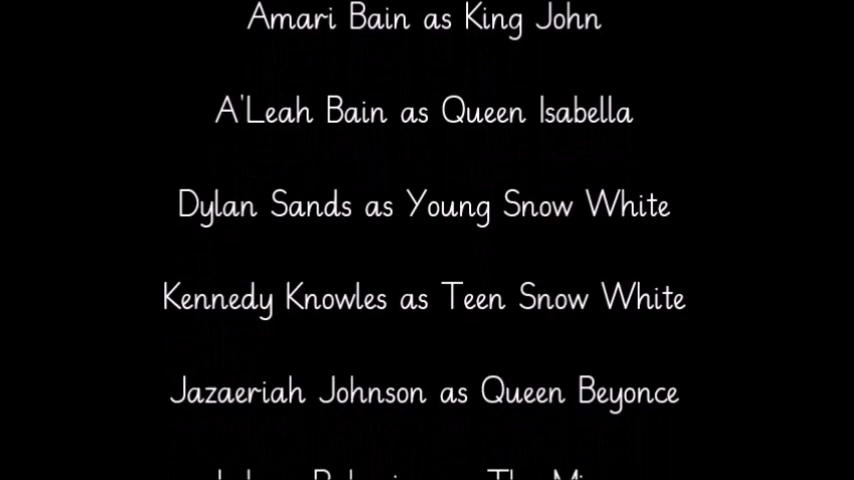 Amari Bain as King John
A'Leah Bain as Queen Isabella
Dylan Sands as Young Snow White
Kennedy Knowles as Teen Snow White
Jazaeriah Johnson as Queen Beyonce